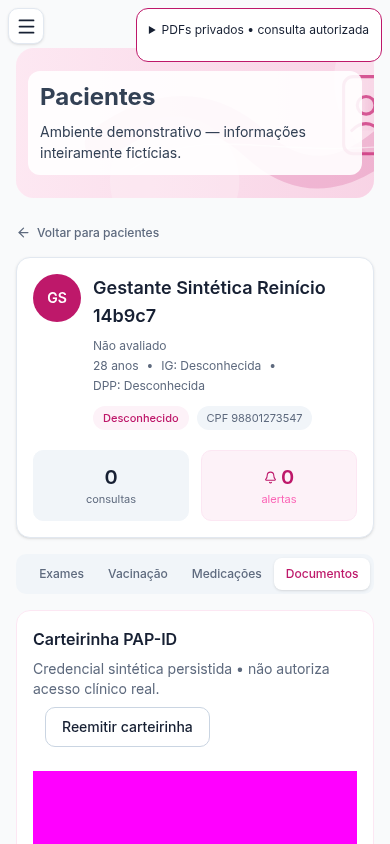 ▶ PDFs privados • consulta autorizada
Pacientes
Ambiente demonstrativo — informações
inteiramente fictícias.
Voltar para pacientes
GS
Gestante Sintética Reinício
14b9c7
Não avaliado
28 anos • IG: Desconhecida •
DPP: Desconhecida
Desconhecido CPF 98801273547
0
consultas
0
alertas
Exames Vacinação Medicações Documentos
Carteirinha PAP-ID
Credencial sintética persistida • não autoriza
acesso clínico real.
Reemitir carteirinha